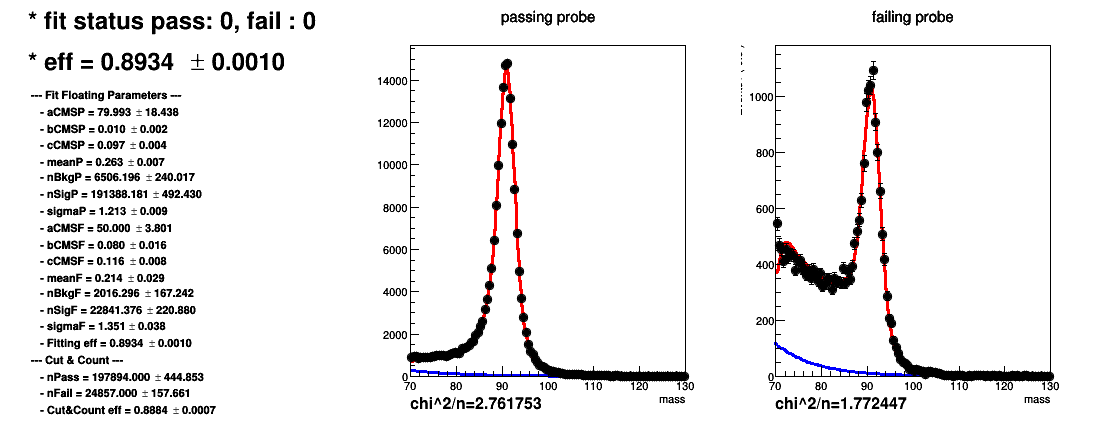 * fit status pass: 0, fail : 0
* eff = 0.8934 ± 0.0010
--- Fit Floating Parameters ---
- aCMSP = 79.993 ± 18.438
- bCMSP = 0.010 ± 0.002
- cCMSP = 0.097 ± 0.004
- meanP = 0.263 ± 0.007
- nBkgP = 6506.196 ± 240.017
- nSigP = 191388.181 ± 492.430
- sigmaP = 1.213 ± 0.009
- aCMSF = 50.000 ± 3.801
- bCMSF = 0.080 ± 0.016
- cCMSF = 0.116 ± 0.008
- meanF = 0.214 ± 0.029
- nBkgF = 2016.296 ± 167.242
- nSigF = 22841.376 ± 220.880
- sigmaF = 1.351 ± 0.038
- Fitting eff = 0.8934 ± 0.0010
--- Cut & Count ---
- nPass = 197894.000 ± 444.853
- nFail = 24857.000 ± 157.661
- Cut&Count eff = 0.8884 ± 0.0007
passing probe
14000
12000
10000
8000
6000
4000
2000
0
70 80 90 100 110 120 130
mass
chi^2/n=2.761753
failing probe
1000
800
600
400
200
0
70 80 90 100 110 120 130
mass
chi^2/n=1.772447